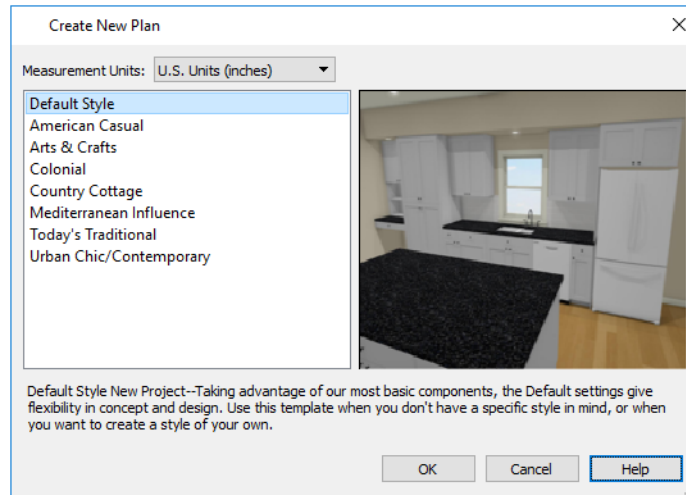 Create New Plan
Measurement Units: U.S. Units (inches)
Default Style
American Casual
Arts & Crafts
Colonial
Country Cottage
Mediterranean Influence
Today's Traditional
Urban Chic/Contemporary
Default Style New Project--Taking advantage of our most basic components, the Default settings give
flexibility in concept and design. Use this template when you don't have a specific style in mind, or when
you want to create a style of your own.
OK Cancel Help